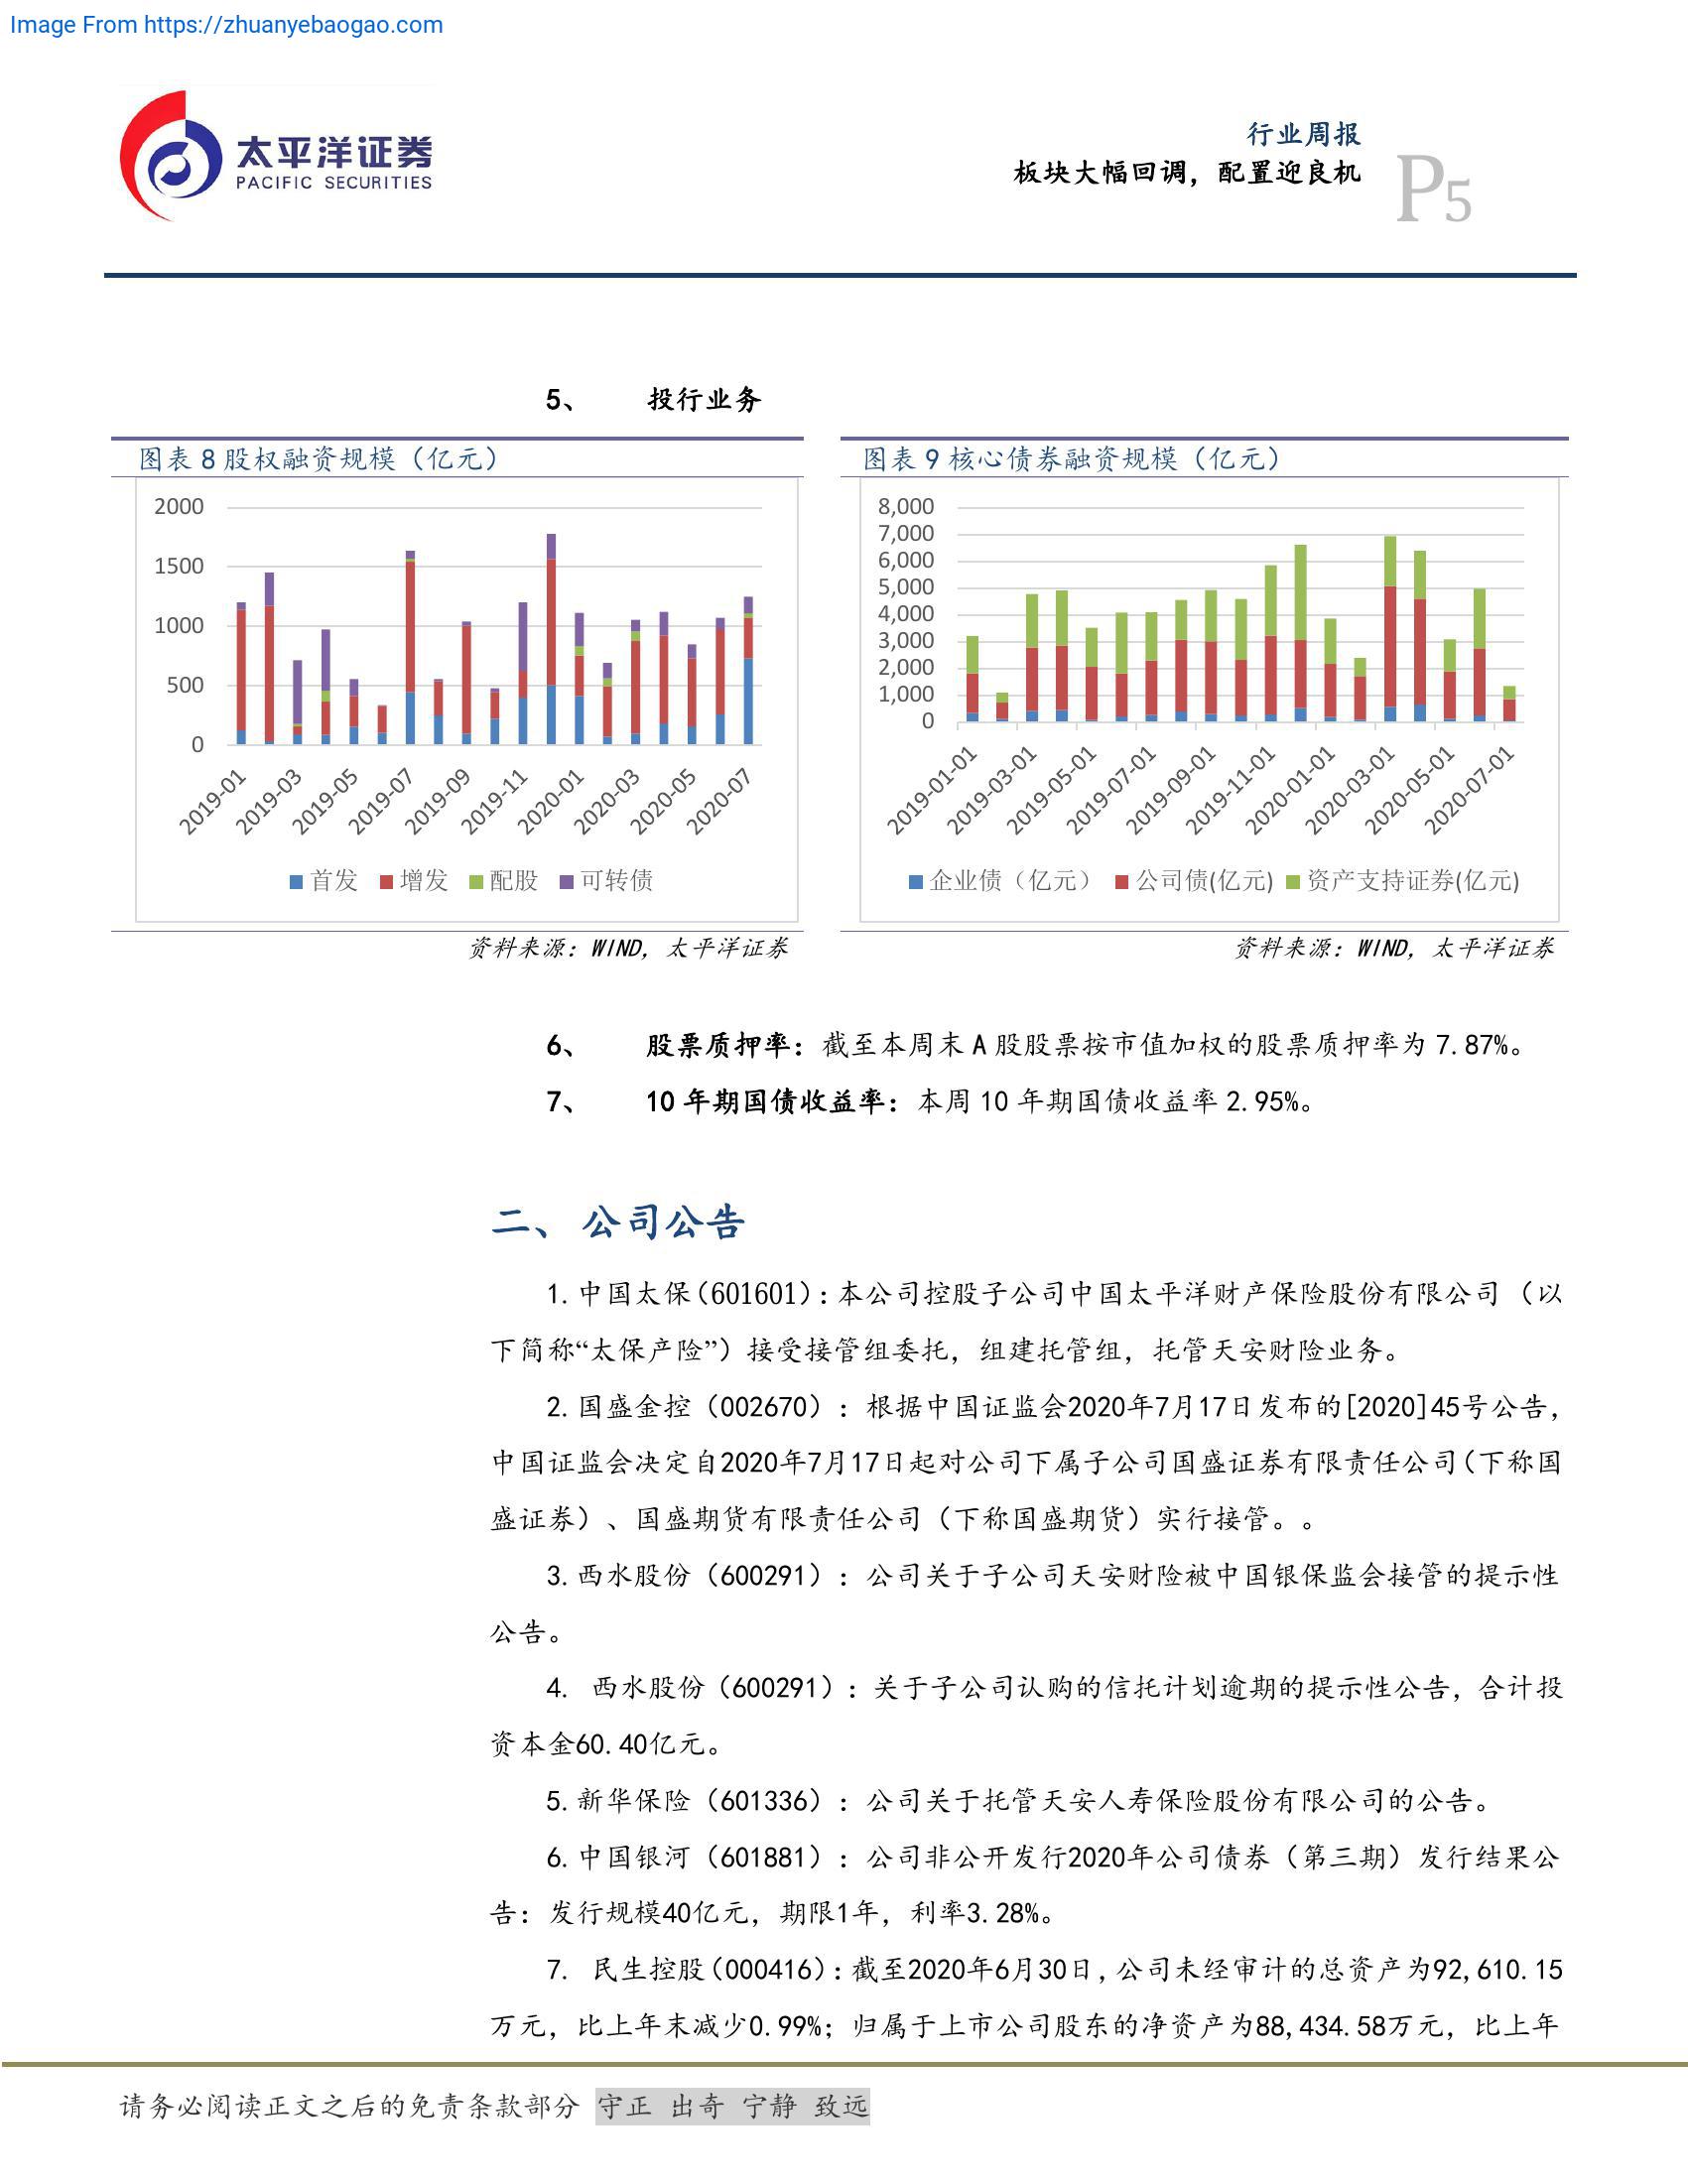 Image From https://zhuanyebaogao.com
太平洋证券
PACIFIC SECURITIES
行业周报
板块大幅回调，配置迎良机
P5
5、 投行业务
图表 8 股权融资规模（亿元）
2000
1500
1000
500
0
2019-01
2019-03
2019-05
2019-07
2019-09
2019-11
2020-01
2020-03
2020-05
2020-07
首发 增发 配股 可转债
资料来源：WIND，太平洋证券
图表 9 核心债券融资规模（亿元）
8,000
7,000
6,000
5,000
4,000
3,000
2,000
1,000
0
2019-01-01
2019-03-01
2019-05-01
2019-07-01
2019-09-01
2019-11-01
2020-01-01
2020-03-01
2020-05-01
2020-07-01
企业债（亿元） 公司债(亿元) 资产支持证券(亿元)
资料来源：WIND，太平洋证券
6、 股票质押率：截至本周末 A 股股票按市值加权的股票质押率为 7.87%。
7、 10 年期国债收益率：本周 10 年期国债收益率 2.95%。
二、 公司公告
1.中国太保（601601）：本公司控股子公司中国太平洋财产保险股份有限公司（以
下简称“太保产险”）接受接管组委托，组建托管组，托管天安财险业务。
2.国盛金控（002670）：根据中国证监会2020年7月17日发布的[2020]45号公告，
中国证监会决定自2020年7月17日起对公司下属子公司国盛证券有限责任公司（下称国
盛证券）、国盛期货有限责任公司（下称国盛期货）实行接管。。
3.西水股份（600291）：公司关于子公司天安财险被中国银保监会接管的提示性
公告。
4. 西水股份（600291）：关于子公司认购的信托计划逾期的提示性公告，合计投
资本金60.40亿元。
5.新华保险（601336）：公司关于托管天安人寿保险股份有限公司的公告。
6.中国银河（601881）：公司非公开发行2020年公司债券（第三期）发行结果公
告：发行规模40亿元，期限1年，利率3.28%。
7. 民生控股（000416）：截至2020年6月30日,公司未经审计的总资产为92,610.15
万元，比上年末减少0.99%；归属于上市公司股东的净资产为88,434.58万元，比上年
请务必阅读正文之后的免责条款部分 守正 出奇 宁静 致远